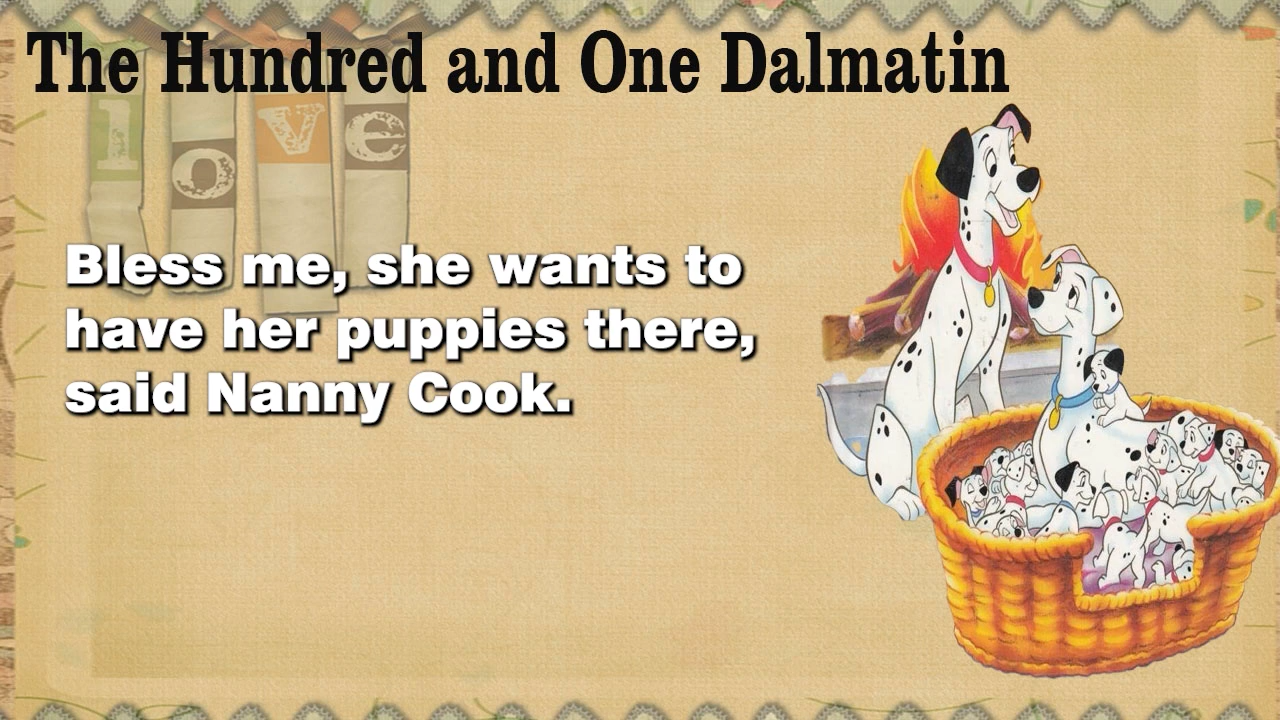 The Hundred and One Dalmatin
love
Bless me, she wants to
have her puppies there,
said Nanny Cook.